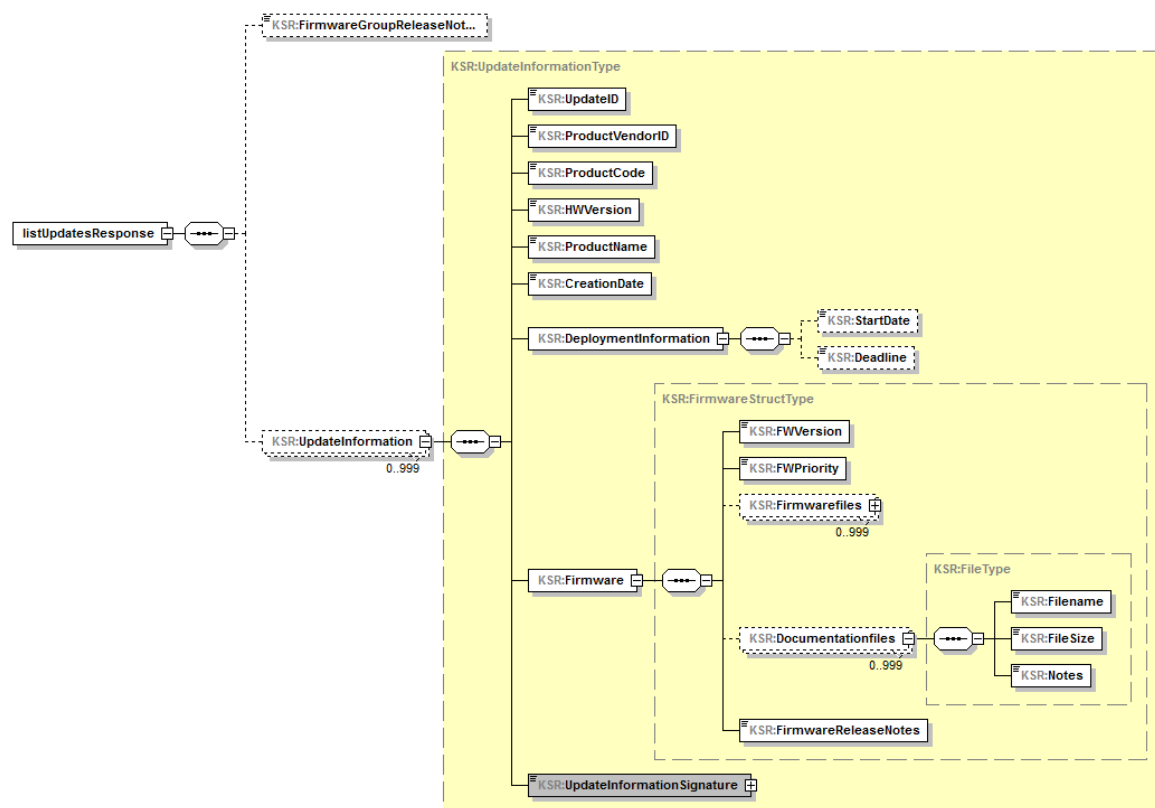 KSR:FirmwareGroupReleaseNot...
KSR:UpdateInformationType
KSR:UpdateID
KSR:ProductVendorID
KSR:ProductCode
KSR:HWVersion
listUpdatesResponse
KSR:ProductName
KSR:CreationDate
KSR:StartDate
KSR:DeploymentInformation
KSR:Deadline
KSR:FirmwareStructType
KSR:FWVersion
KSR:UpdateInformation
0..999
KSR:FWPriority
KSR:Firmwarefiles
0..999
KSR:FileType
KSR:Firmware
KSR:Filename
KSR:Documentationfiles
0..999
KSR:FileSize
KSR:Notes
KSR:FirmwareReleaseNotes
KSR:UpdateInformationSignature